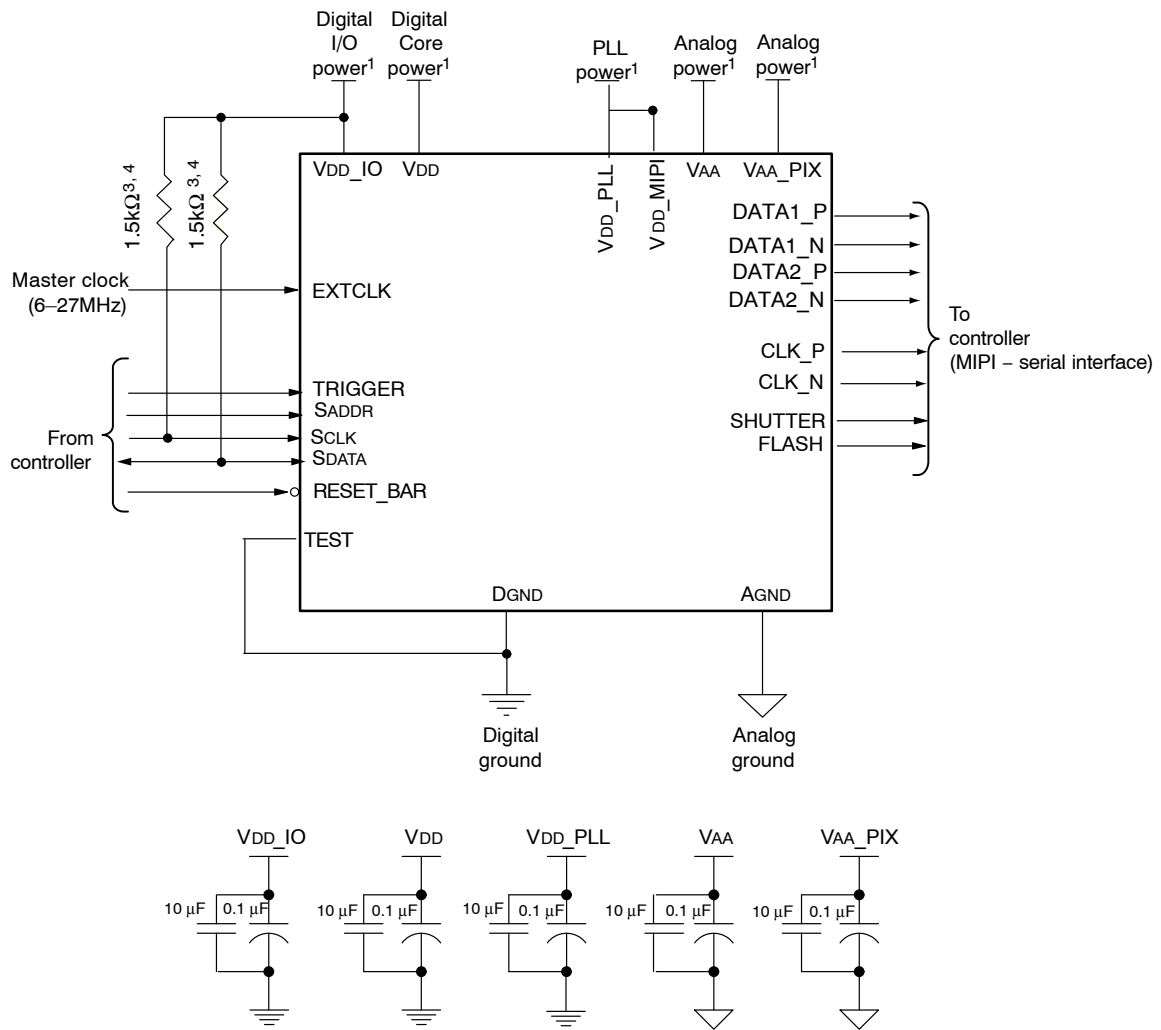 Digital
I/O
power1
Digital
Core
power1
PLL
power1
Analog
power1
Analog
power1
1.5kΩ3, 4
1.5kΩ 3, 4
VDD_IO
VDD
VDD_PLL
VDD_MIPI
VAA
VAA_PIX
Master clock
(6–27MHz)
EXTCLK
From
controller
TRIGGER
SADDR
SCLK
SDATA
RESET_BAR
TEST
DATA1_P
DATA1_N
DATA2_P
DATA2_N
CLK_P
CLK_N
SHUTTER
FLASH
To
controller
(MIPI – serial interface)
DGND
AGND
Digital
ground
Analog
ground
VDD_IO
10 μF
0.1 μF
VDD
10 μF
0.1 μF
VDD_PLL
10 μF
0.1 μF
VAA
10 μF
0.1 μF
VAA_PIX
10 μF
0.1 μF